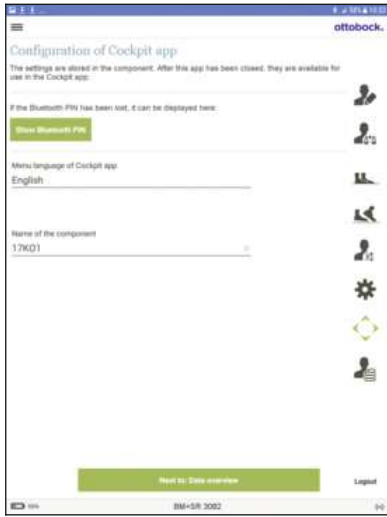 ottobock.
Configuration of Cockpit app
The settings are stored in the component. After this app has been closed, they are available for
use in the Cockpit app:
If the Bluetooth PIN has been lost, it can be displayed here:
Show Bluetooth PIN
Menu language of Cockpit app
English
Name of the component
17KO1
Next to: Data overview
Logout
BM+SR 3082